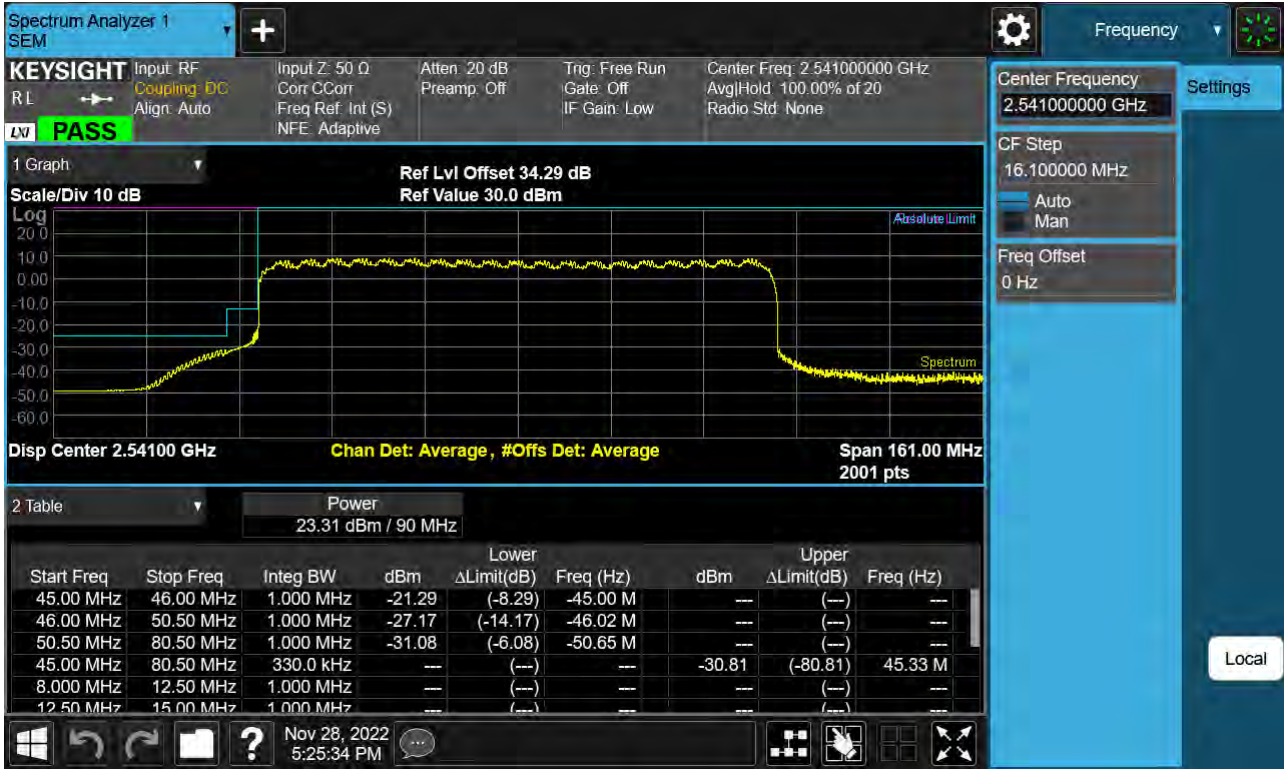 Spectrum Analyzer 1
SEM
Frequency
KEYSIGHT
Input: RF
Coupling: DC
Align: Auto
Input Z: 50 Ω
Corr CCorr
Freq Ref: Int (S)
NFE: Adaptive
Atten: 20 dB
Preamp: Off
Trig: Free Run
Gate: Off
IF Gain: Low
Center Freq: 2.541000000 GHz
Avg|Hold: 100.00% of 20
Radio Std: None
R L
LXI PASS
Center Frequency
2.541000000 GHz
Settings
CF Step
16.100000 MHz
Auto
Man
Freq Offset
0 Hz
1 Graph
Scale/Div 10 dB
Ref Lvl Offset 34.29 dB
Ref Value 30.0 dBm
Log
Absolute Limit
20.0
10.0
0.00
-10.0
-20.0
-30.0
Spectrum
-40.0
-50.0
-60.0
Disp Center 2.54100 GHz
Chan Det: Average , #Offs Det: Average
Span 161.00 MHz
2001 pts
2 Table
Power
23.31 dBm / 90 MHz
Lower Upper
Start Freq Stop Freq Integ BW dBm ΔLimit(dB) Freq (Hz) dBm ΔLimit(dB) Freq (Hz)
45.00 MHz 46.00 MHz 1.000 MHz -21.29 (-8.29) -45.00 M --- (---) ---
46.00 MHz 50.50 MHz 1.000 MHz -27.17 (-14.17) -46.02 M --- (---) ---
50.50 MHz 80.50 MHz 1.000 MHz -31.08 (-6.08) -50.65 M --- (---) ---
45.00 MHz 80.50 MHz 330.0 kHz --- (---) --- -30.81 (-80.81) 45.33 M
8.000 MHz 12.50 MHz 1.000 MHz --- (---) --- --- (---) ---
12.50 MHz 15.00 MHz 1.000 MHz --- (---) --- --- (---) ---
Local
Nov 28, 2022
5:25:34 PM